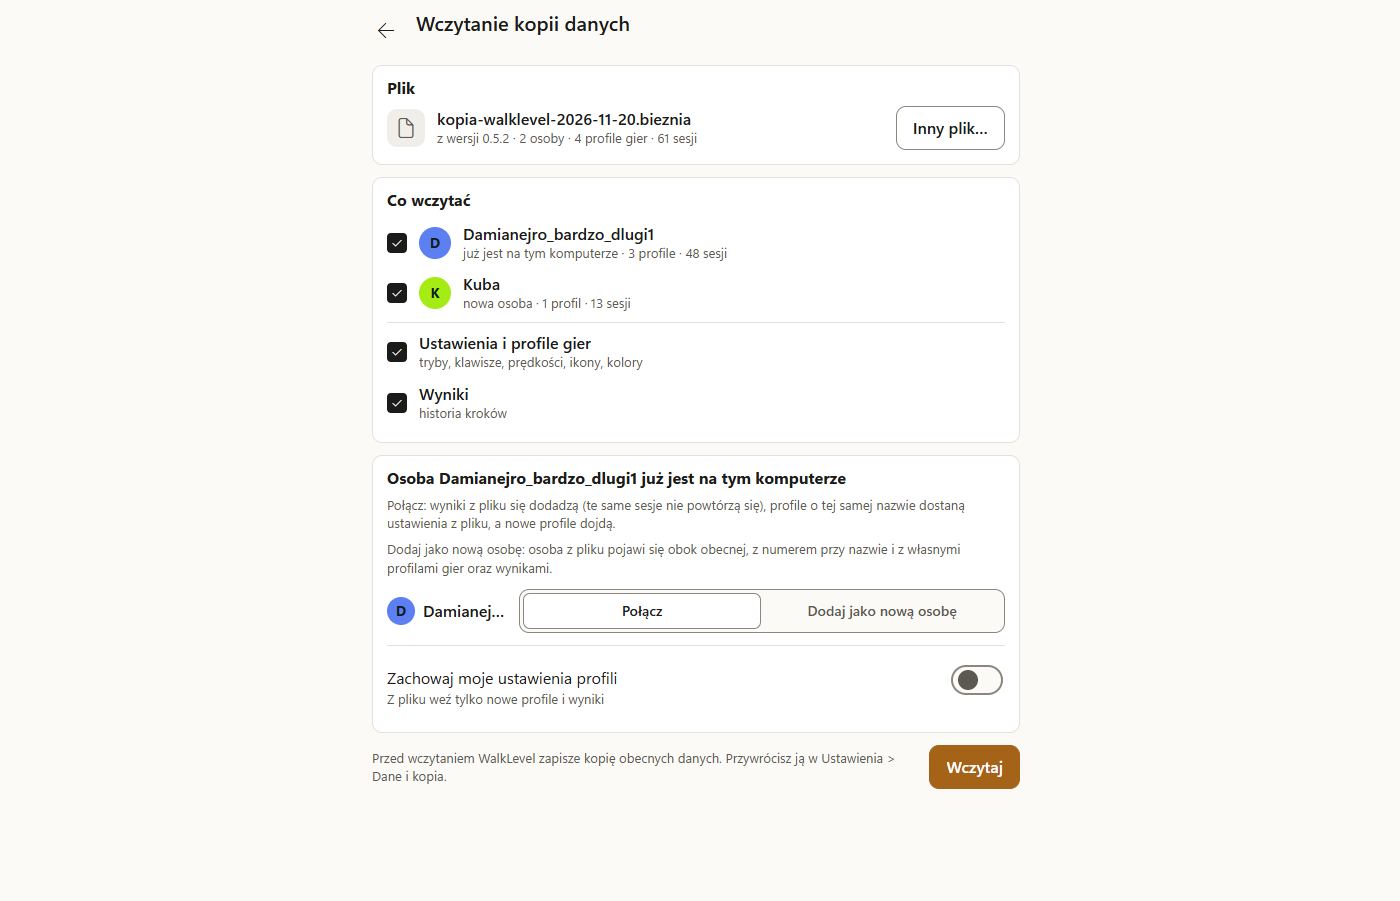 Wczytanie kopii danych
Plik
kopia-walklevel-2026-11-20.bieznia
z wersji 0.5.2 · 2 osoby · 4 profile gier · 61 sesji
Inny plik...
Co wczytać
D
Damianejro_bardzo_dlugi1
już jest na tym komputerze · 3 profile · 48 sesji
K
Kuba
nowa osoba · 1 profil · 13 sesji
Ustawienia i profile gier
tryby, klawisze, prędkości, ikony, kolory
Wyniki
historia kroków
Osoba Damianejro_bardzo_dlugi1 już jest na tym komputerze
Połącz: wyniki z pliku się dodadzą (te same sesje nie powtórzą się), profile o tej samej nazwie dostaną
ustawienia z pliku, a nowe profile dojdą.
Dodaj jako nową osobę: osoba z pliku pojawi się obok obecnej, z numerem przy nazwie i z własnymi
profilami gier oraz wynikami.
D
Damianej...
Połącz
Dodaj jako nową osobę
Zachowaj moje ustawienia profili
Z pliku weź tylko nowe profile i wyniki
Przed wczytaniem WalkLevel zapisze kopię obecnych danych. Przywrócisz ją w Ustawienia >
Dane i kopia.
Wczytaj